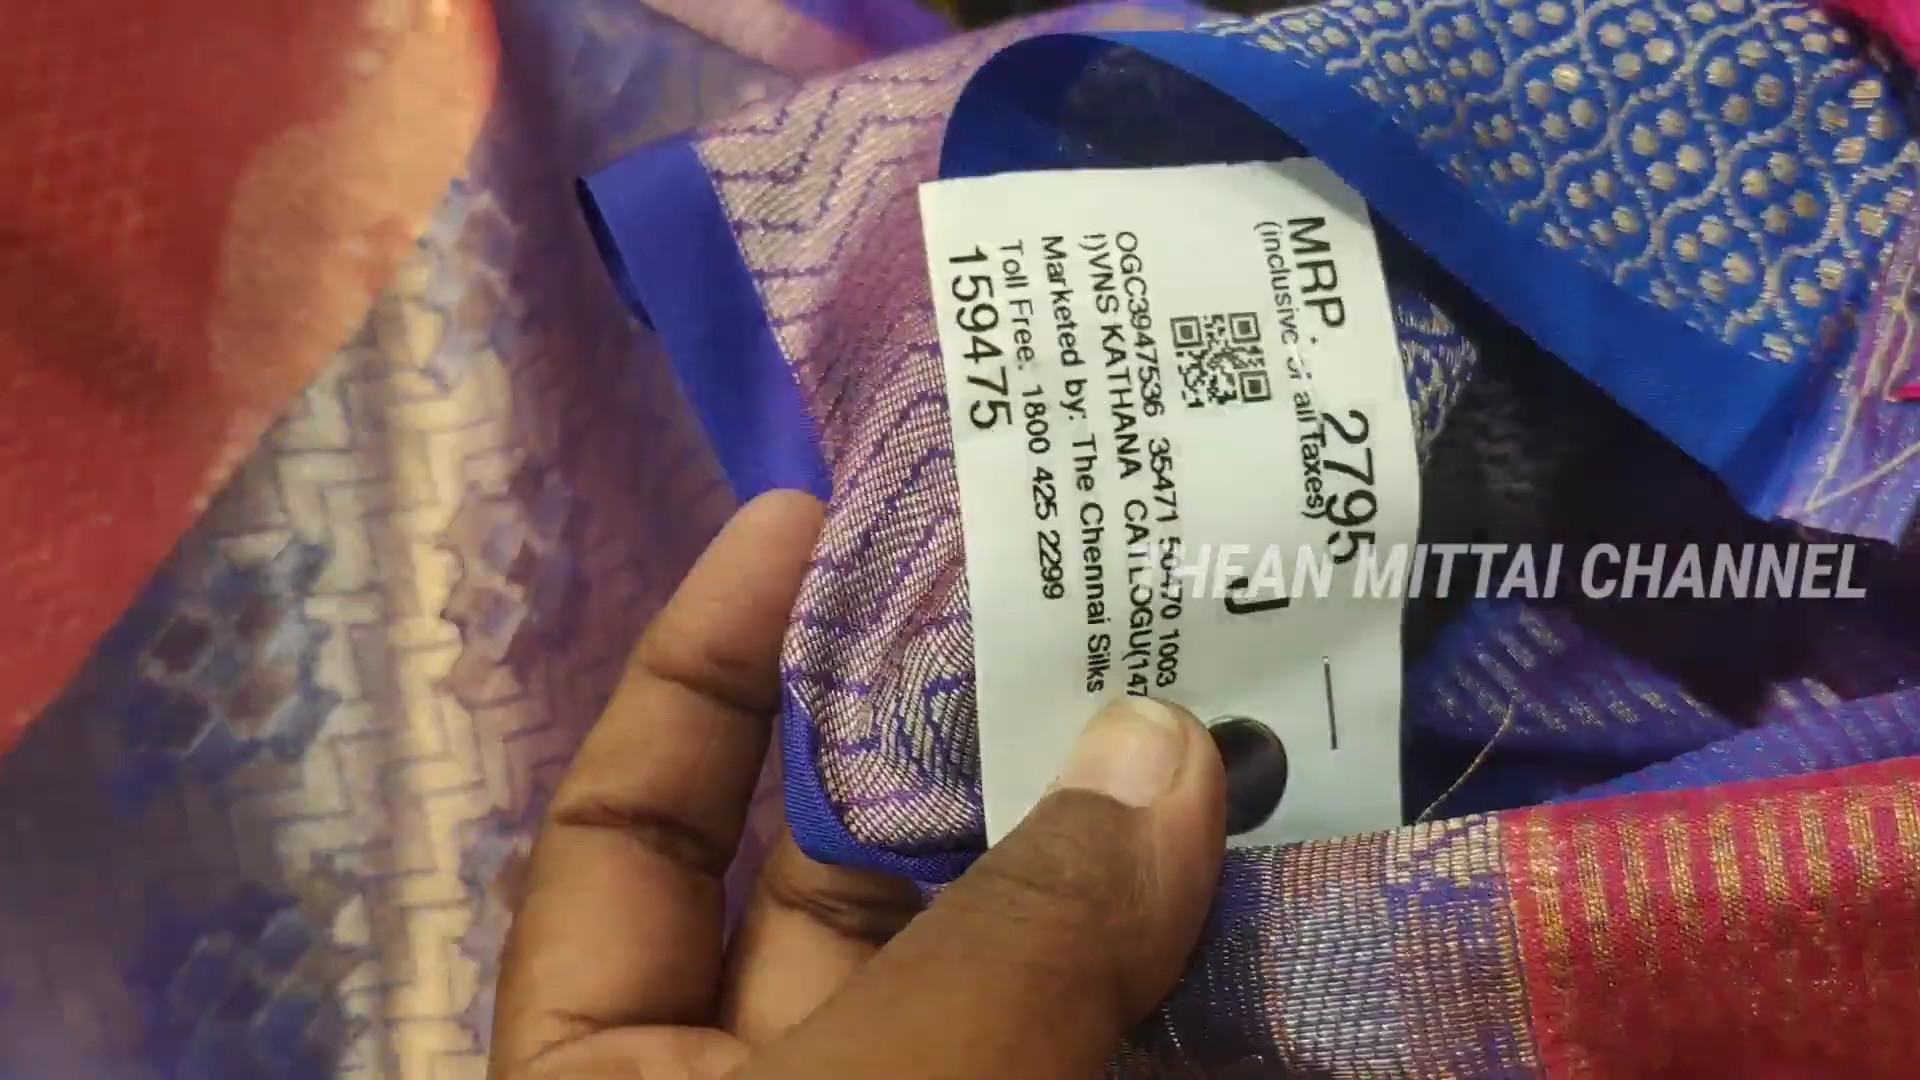 MRP. 2795
(inclusive of all Taxes)
J
OGC3947536 35471 50470 1003
!)VNS KATHANA CATLOGU(147
Marketed by: The Chennai Silks
Toll Free: 1800 425 2299
159475
THEAN MITTAI CHANNEL